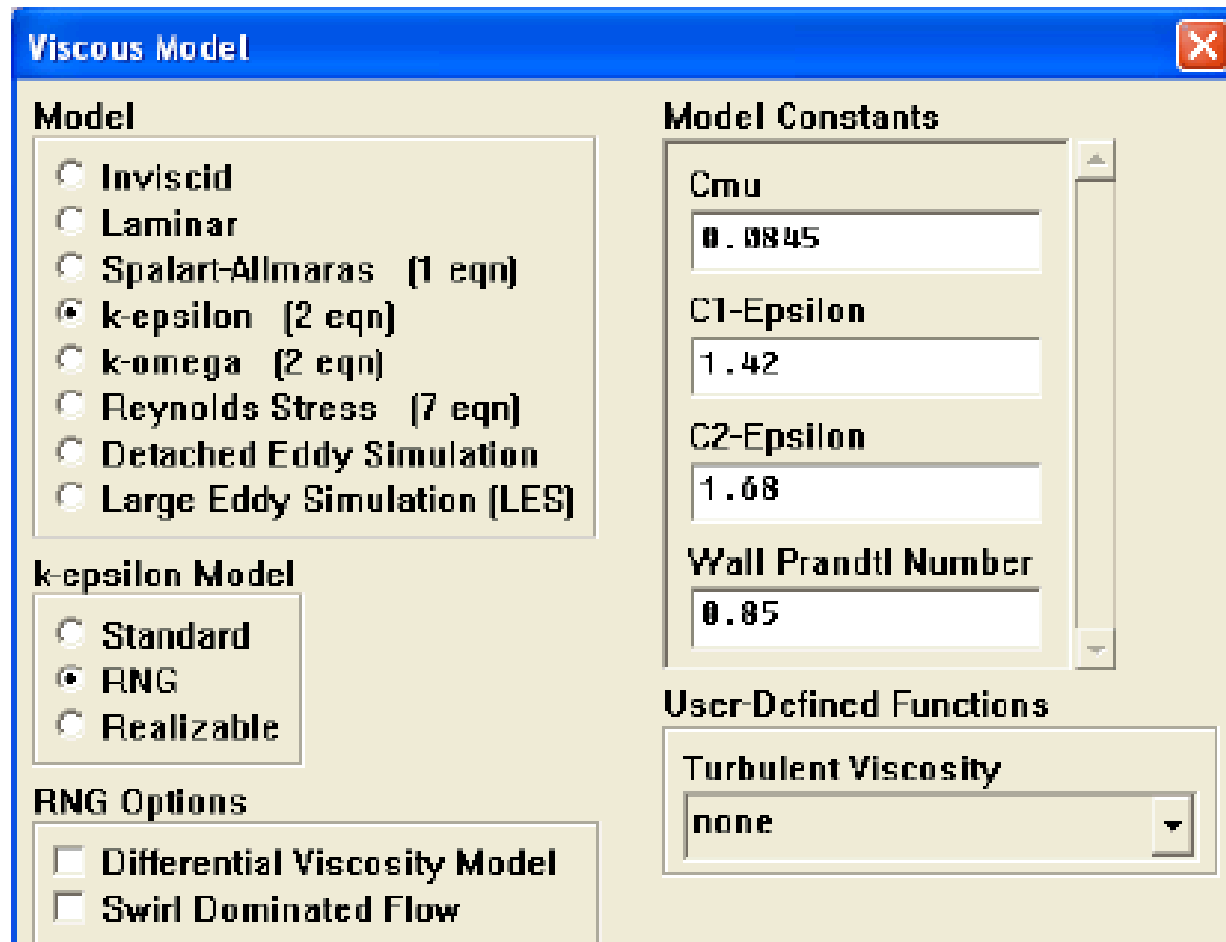 Viscous Model
Model
Inviscid
Laminar
Spalart-Allmaras (1 eqn)
k-epsilon (2 eqn)
k-omega (2 eqn)
Reynolds Stress (7 eqn)
Detached Eddy Simulation
Large Eddy Simulation (LES)
k-epsilon Model
Standard
RNG
Realizable
RNG Options
Differential Viscosity Model
Swirl Dominated Flow
Model Constants
Cmu
0.0845
C1-Epsilon
1.42
C2-Epsilon
1.68
Wall Prandtl Number
0.85
User-Defined Functions
Turbulent Viscosity
none